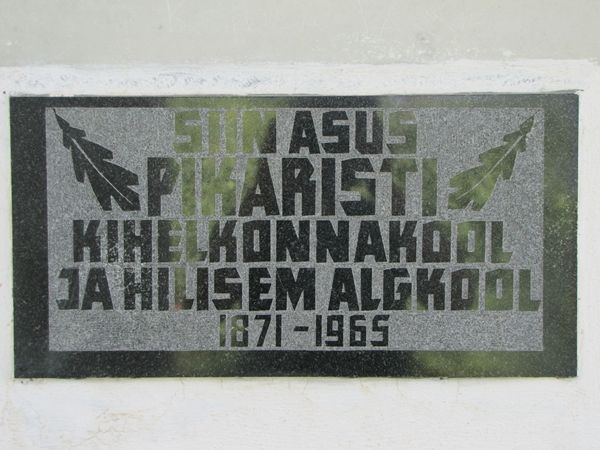 SIIN ASUS
PIKARISTI
KIHELKONNAKOOL
JA HILISEM ALGKOOL
1871-1965